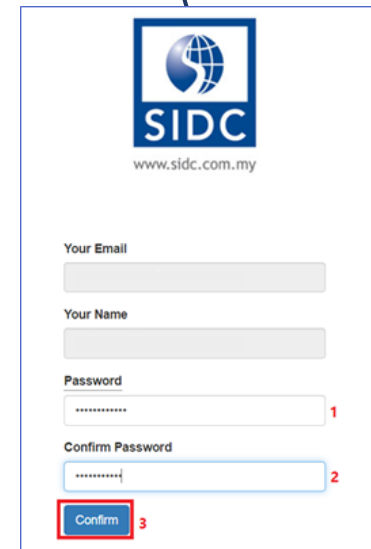 SIDC
www.sidc.com.my
Your Email
Your Name
Password
············ 1
Confirm Password
··········· 2
Confirm 3